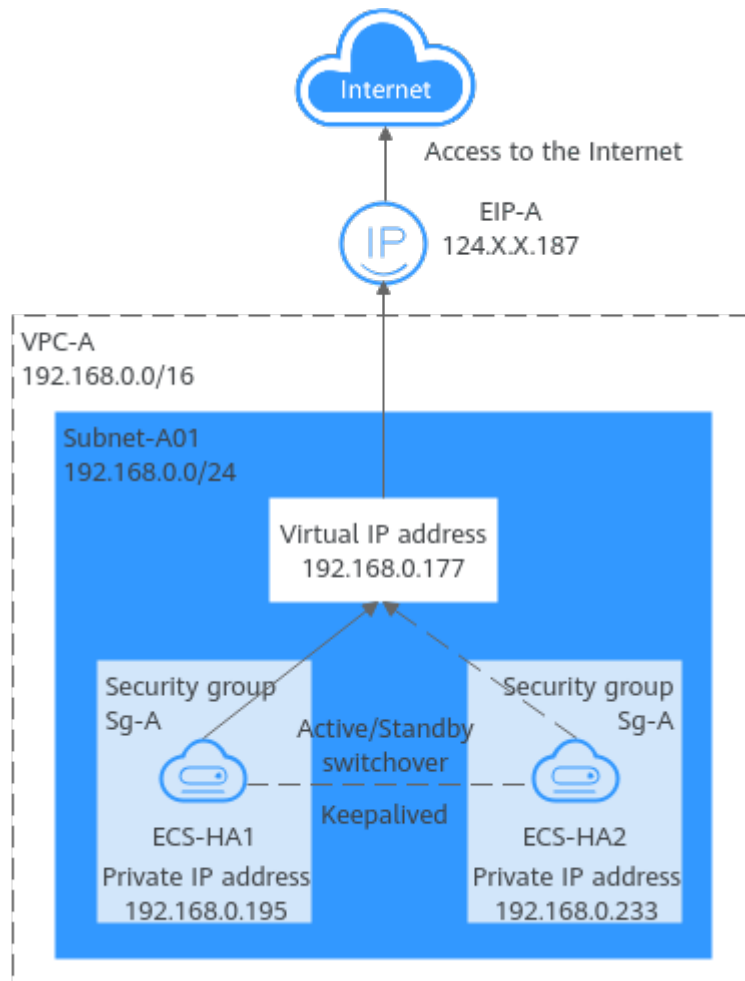 Internet
Access to the Internet
IP
EIP-A
124.X.X.187
VPC-A
192.168.0.0/16
Subnet-A01
192.168.0.0/24
Virtual IP address
192.168.0.177
Security group
Sg-A
Security group
Sg-A
Active/Standby
switchover
Keepalived
ECS-HA1
Private IP address
192.168.0.195
ECS-HA2
Private IP address
192.168.0.233